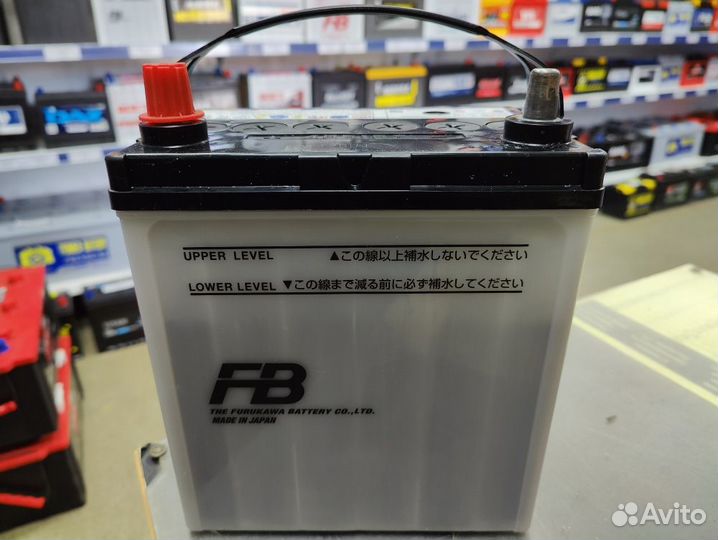 FB
UPPER LEVEL ▲この線以上補水しないでください
LOWER LEVEL ▼この線まで減る前に必ず補水してください
FB
THE FURUKAWA BATTERY CO.,LTD.
MADE IN JAPAN
Avito